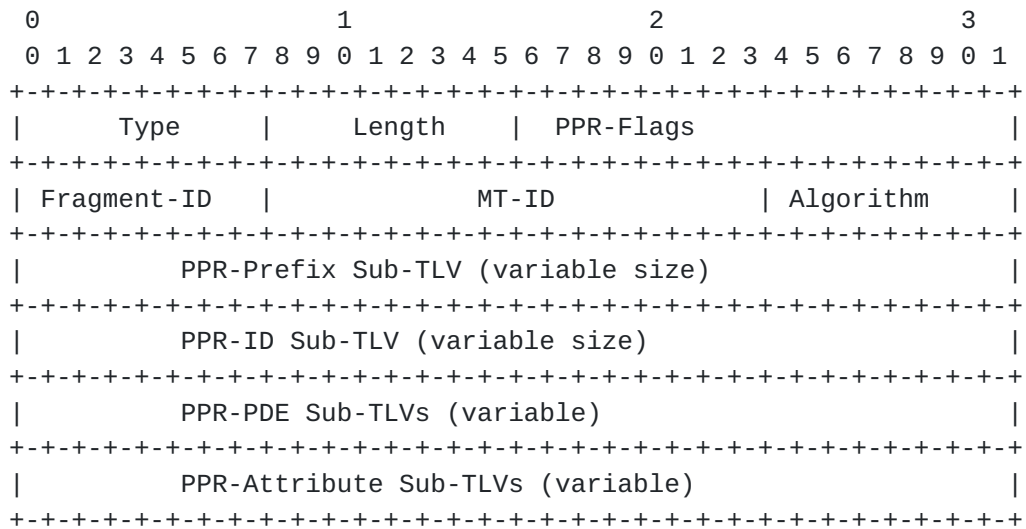 0                   1                   2                   3
 0 1 2 3 4 5 6 7 8 9 0 1 2 3 4 5 6 7 8 9 0 1 2 3 4 5 6 7 8 9 0 1
+-+-+-+-+-+-+-+-+-+-+-+-+-+-+-+-+-+-+-+-+-+-+-+-+-+-+-+-+-+-+-+-+
|      Type     |     Length    |  PPR-Flags                    |
+-+-+-+-+-+-+-+-+-+-+-+-+-+-+-+-+-+-+-+-+-+-+-+-+-+-+-+-+-+-+-+-+
| Fragment-ID   |             MT-ID             | Algorithm     |
+-+-+-+-+-+-+-+-+-+-+-+-+-+-+-+-+-+-+-+-+-+-+-+-+-+-+-+-+-+-+-+-+
|          PPR-Prefix Sub-TLV (variable size)                   |
+-+-+-+-+-+-+-+-+-+-+-+-+-+-+-+-+-+-+-+-+-+-+-+-+-+-+-+-+-+-+-+-+
|          PPR-ID Sub-TLV (variable size)                       |
+-+-+-+-+-+-+-+-+-+-+-+-+-+-+-+-+-+-+-+-+-+-+-+-+-+-+-+-+-+-+-+-+
|          PPR-PDE Sub-TLVs (variable)                          |
+-+-+-+-+-+-+-+-+-+-+-+-+-+-+-+-+-+-+-+-+-+-+-+-+-+-+-+-+-+-+-+-+
|          PPR-Attribute Sub-TLVs (variable)                    |
+-+-+-+-+-+-+-+-+-+-+-+-+-+-+-+-+-+-+-+-+-+-+-+-+-+-+-+-+-+-+-+-+